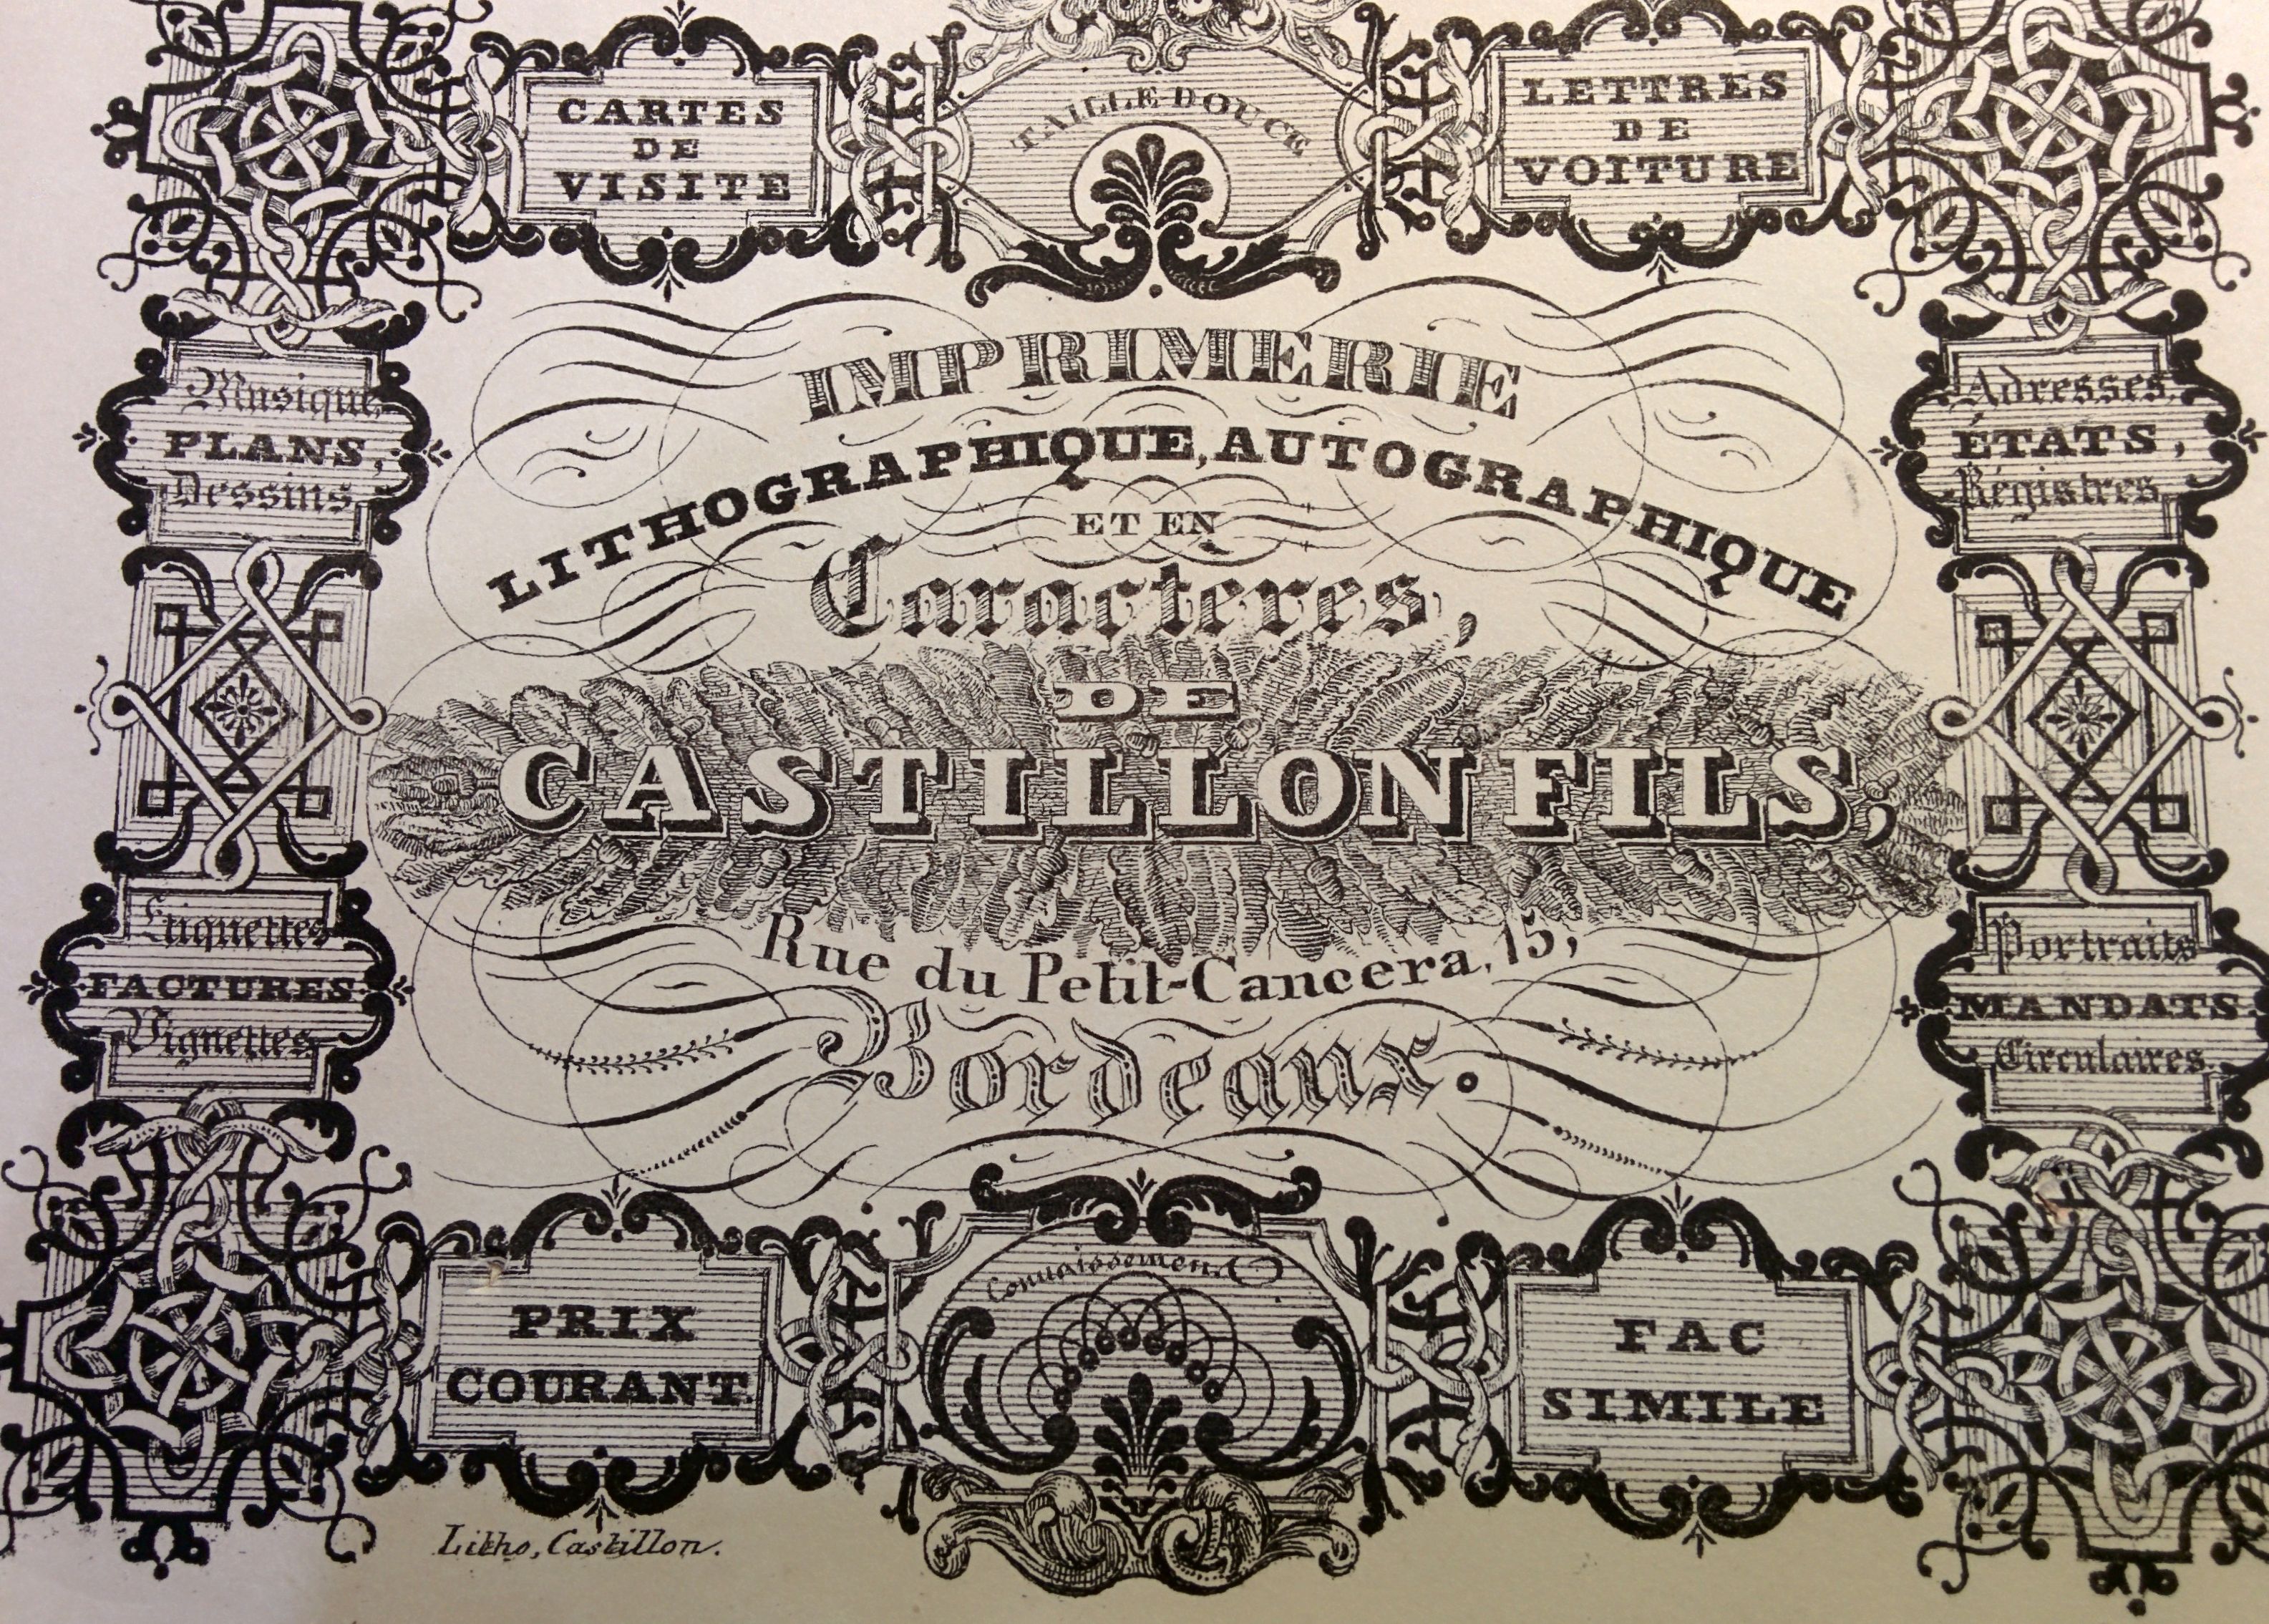 CARTES
DE
VISITE
TAILLE DOUCE
LETTRES
DE
VOITURE
Musique,
PLANS,
Dessins
Adresses,
ÉTATS,
Régistres
IMPRIMERIE
LITHOGRAPHIQUE, AUTOGRAPHIQUE
ET EN
Caracteres,
DE
CASTILLON FILS,
Rue du Petit-Cancera, 15,
Bordeaux.
Etiquettes
FACTURES
Vignettes
Portraits
MANDATS
Circulaires.
PRIX
COURANT.
Connaissements
FAC
SIMILE
Litho, Castillon.